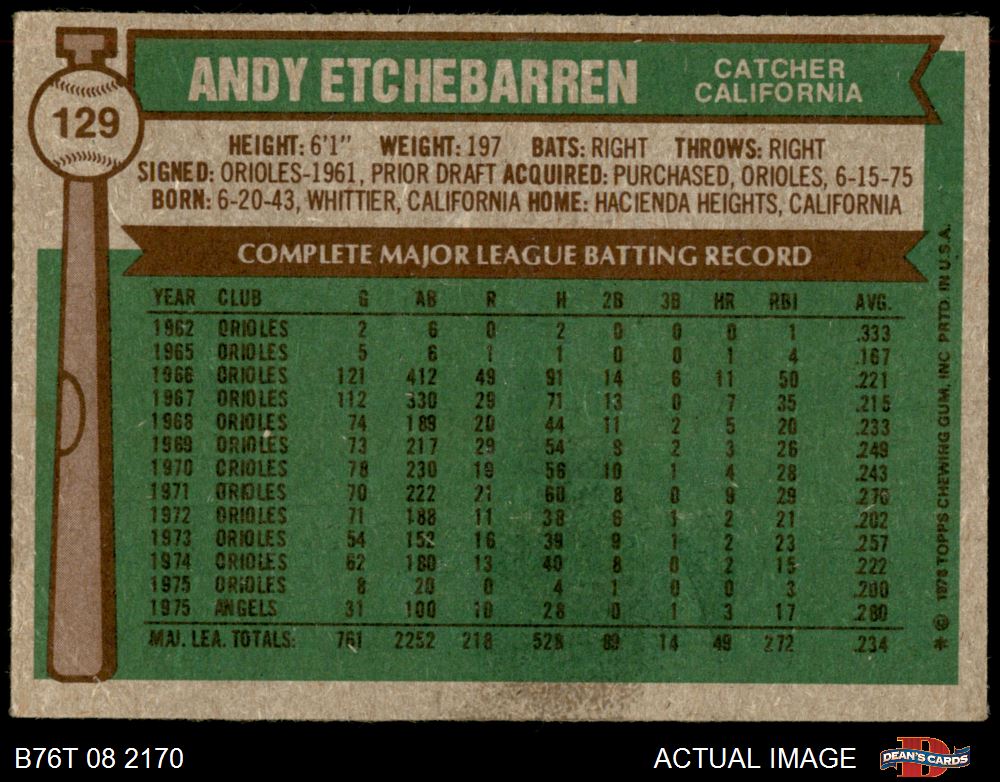 129
ANDY ETCHEBARREN
CATCHER
CALIFORNIA
HEIGHT: 6'1" WEIGHT: 197 BATS: RIGHT THROWS: RIGHT
SIGNED: ORIOLES-1961, PRIOR DRAFT ACQUIRED: PURCHASED, ORIOLES, 6-15-75
BORN: 6-20-43, WHITTIER, CALIFORNIA HOME: HACIENDA HEIGHTS, CALIFORNIA
COMPLETE MAJOR LEAGUE BATTING RECORD
YEAR CLUB G AB R H 2B 3B HR RBI AVG.
1962 ORIOLES 2 6 0 2 0 0 0 1 .333
1965 ORIOLES 5 6 1 1 0 0 1 4 .167
1966 ORIOLES 121 412 49 91 14 6 11 50 .221
1967 ORIOLES 112 330 29 71 13 0 7 35 .215
1968 ORIOLES 74 189 20 44 11 2 5 20 .233
1969 ORIOLES 73 217 29 54 9 2 3 26 .249
1970 ORIOLES 78 230 19 56 10 1 4 28 .243
1971 ORIOLES 70 222 21 60 8 0 9 29 .270
1972 ORIOLES 71 188 11 38 6 1 2 21 .202
1973 ORIOLES 54 152 16 39 9 1 2 23 .257
1974 ORIOLES 62 180 13 40 8 0 2 15 .222
1975 ORIOLES 8 20 0 4 1 0 0 3 .200
1975 ANGELS 31 100 10 28 0 1 3 17 .280
MAJ. LEA. TOTALS: 761 2252 218 528 89 14 49 272 .234
* © 1976 TOPPS CHEWING GUM, INC PRTD. IN U.S.A.
B76T 08 2170
ACTUAL IMAGE
DEAN'S CARDS